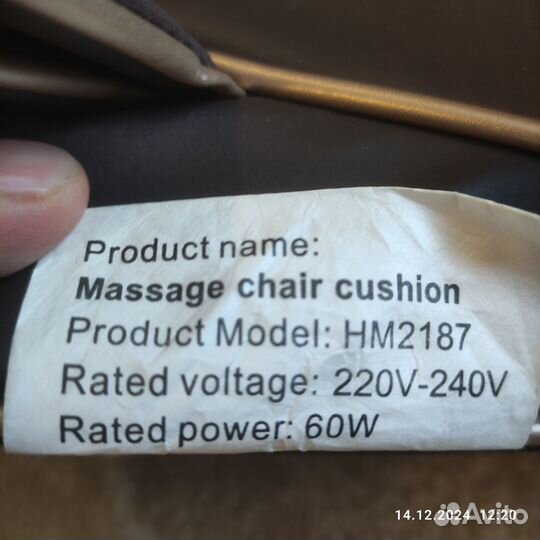 Product name:
Massage chair cushion
Product Model: HM2187
Rated voltage: 220V-240V
Rated power: 60W
14.12.2024 12:20
Avito